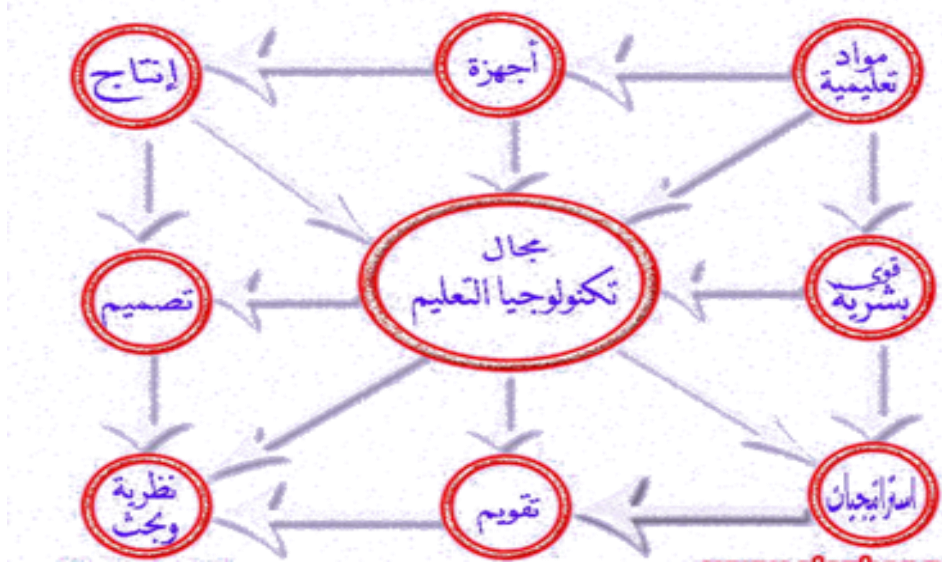 مواد
تعليمية
أجهزة
إنتاج
مجال
تكنولوجيا التعليم
قوى
بشرية
تصميم
استراتيجيات
تقويم
نظرية
وبحث